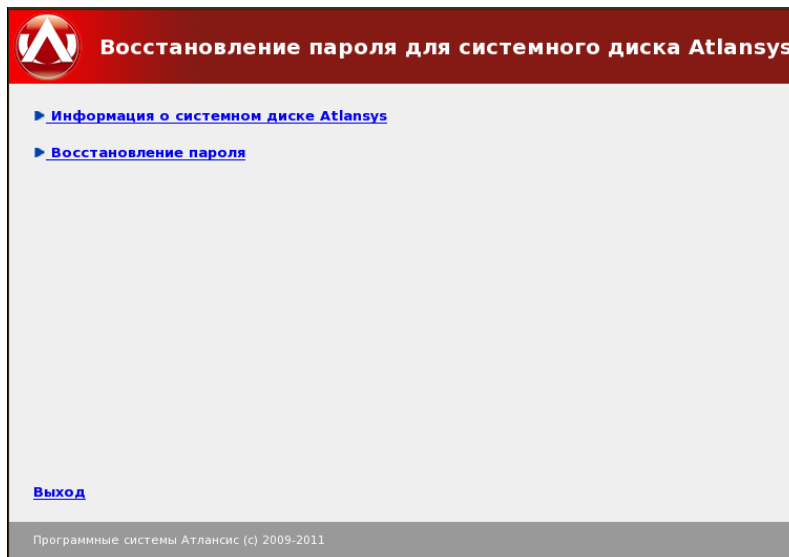 Восстановление пароля для системного диска Atlansys
Информация о системном диске Atlansys
Восстановление пароля
Выход
Программные системы Атлансис (c) 2009-2011